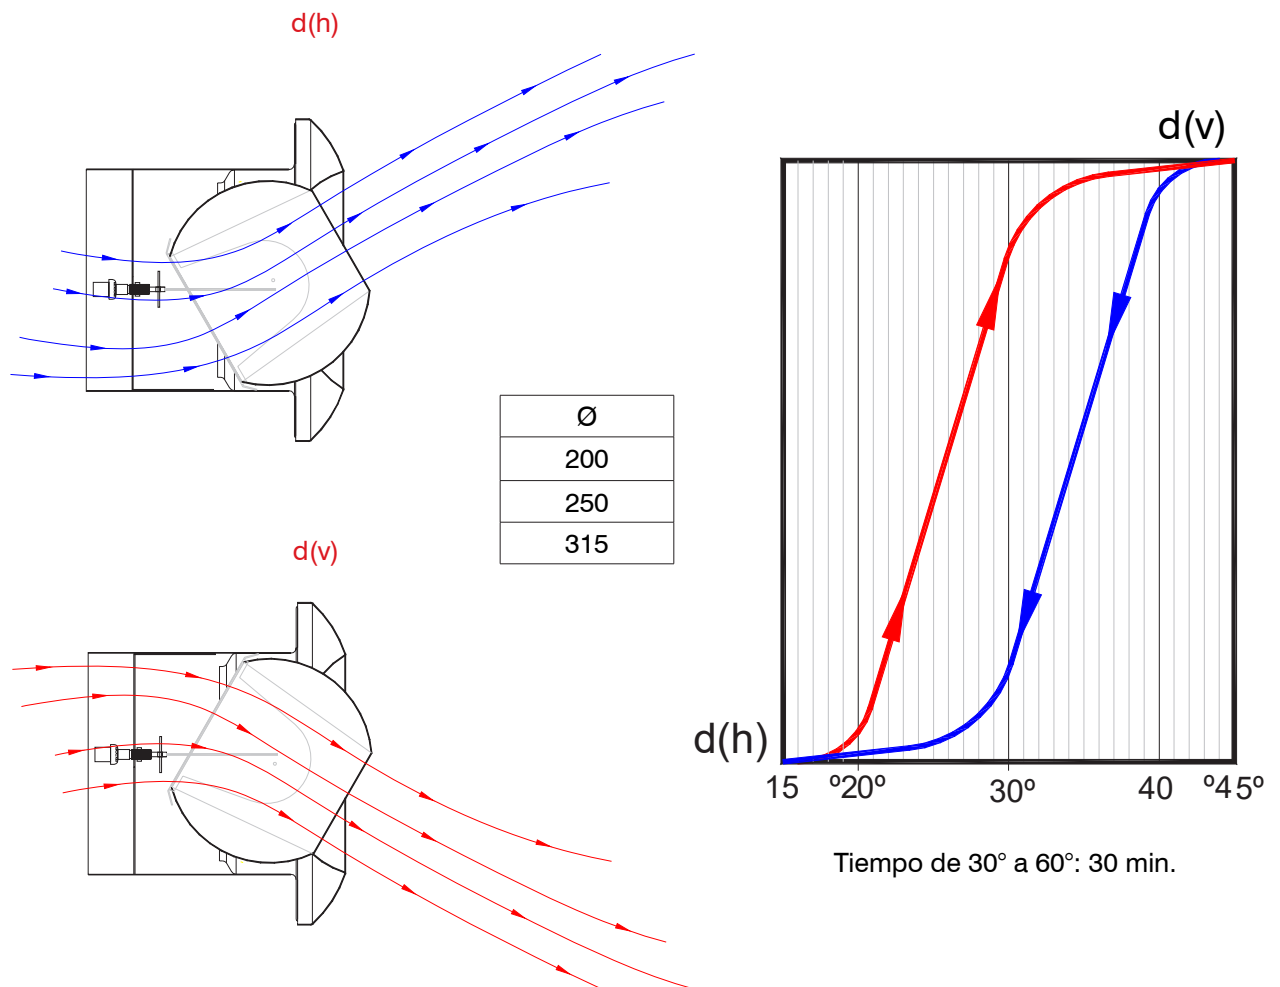 d(h)
d(v)
Ø
200
250
315
d(v)
d(h)
15 º20º 30º 40 º45º
Tiempo de 30° a 60°: 30 min.